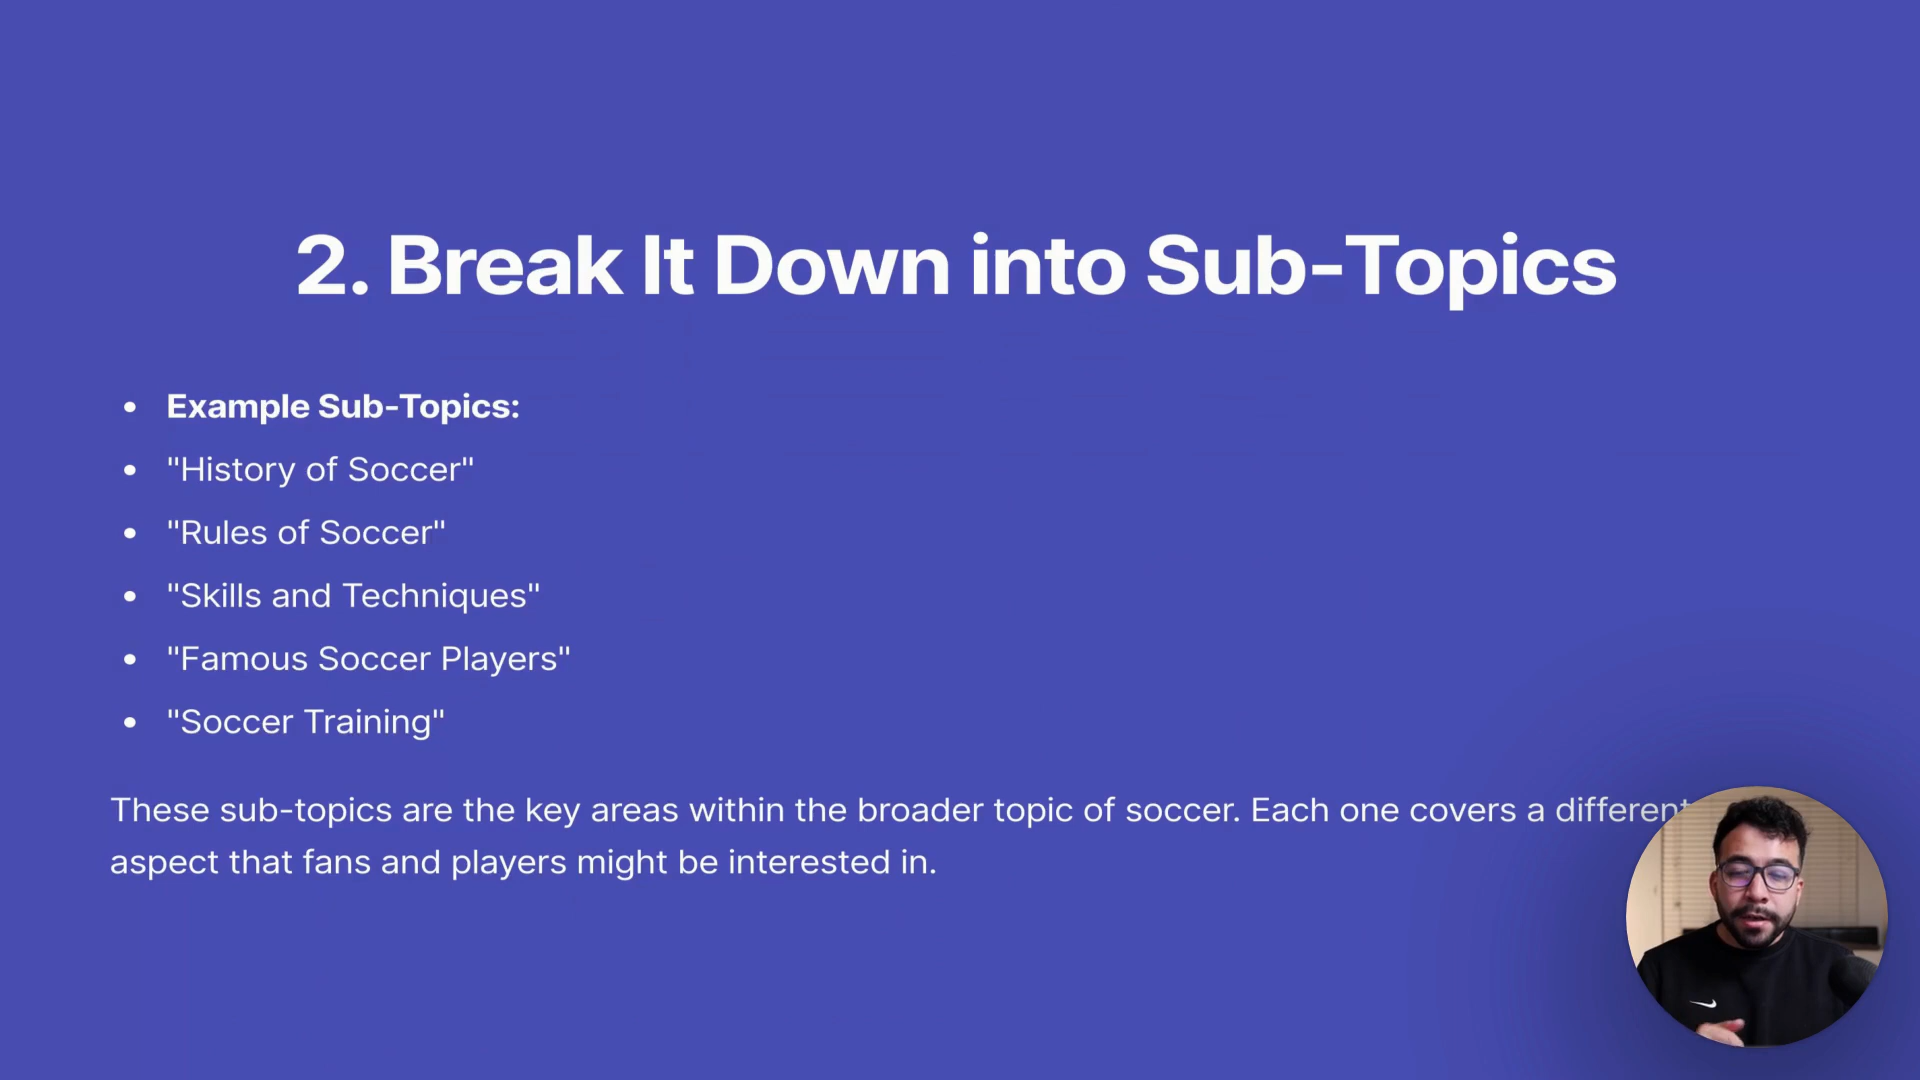 2. Break It Down into Sub-Topics
• Example Sub-Topics:
• "History of Soccer"
• "Rules of Soccer"
• "Skills and Techniques"
• "Famous Soccer Players"
• "Soccer Training"
These sub-topics are the key areas within the broader topic of soccer. Each one covers a different
aspect that fans and players might be interested in.